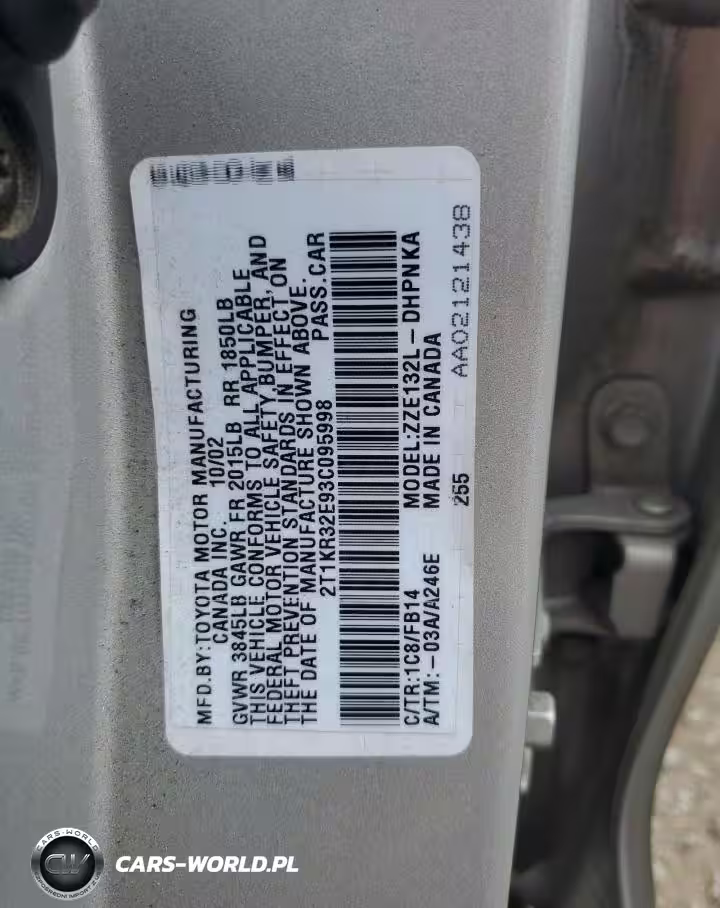 MFD.BY:TOYOTA MOTOR MANUFACTURING
CANADA INC. 10/02
GVWR 3845LB GAWR FR 2015LB RR 1850LB
THIS VEHICLE CONFORMS TO ALL APPLICABLE
FEDERAL MOTOR VEHICLE SAFETY, BUMPER, AND
THEFT PREVENTION STANDARDS IN EFFECT ON
THE DATE OF MANUFACTURE SHOWN ABOVE.
2T1KR32E93C095998 PASS.CAR
C/TR:1C8/FB14 MODEL:ZZE132L-DHPNKA
A/TM:-03A/A246E MADE IN CANADA
255 AA02121438
CARS-WORLD
CW
CARS-WORLD.PL